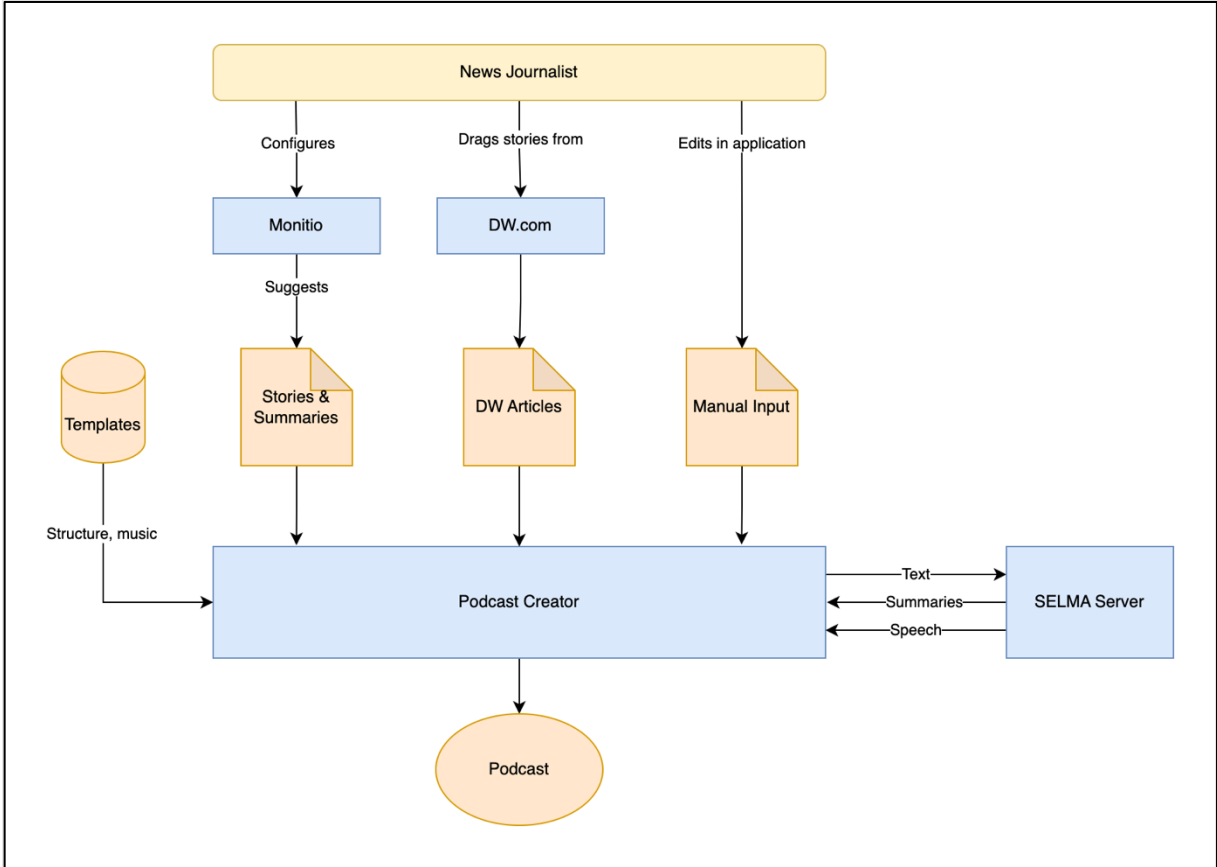 News Journalist
Configures
Drags stories from
Edits in application
Monitio
DW.com
Suggests
Templates
Stories &
Summaries
DW Articles
Manual Input
Structure, music
Podcast Creator
Text
Summaries
Speech
SELMA Server
Podcast